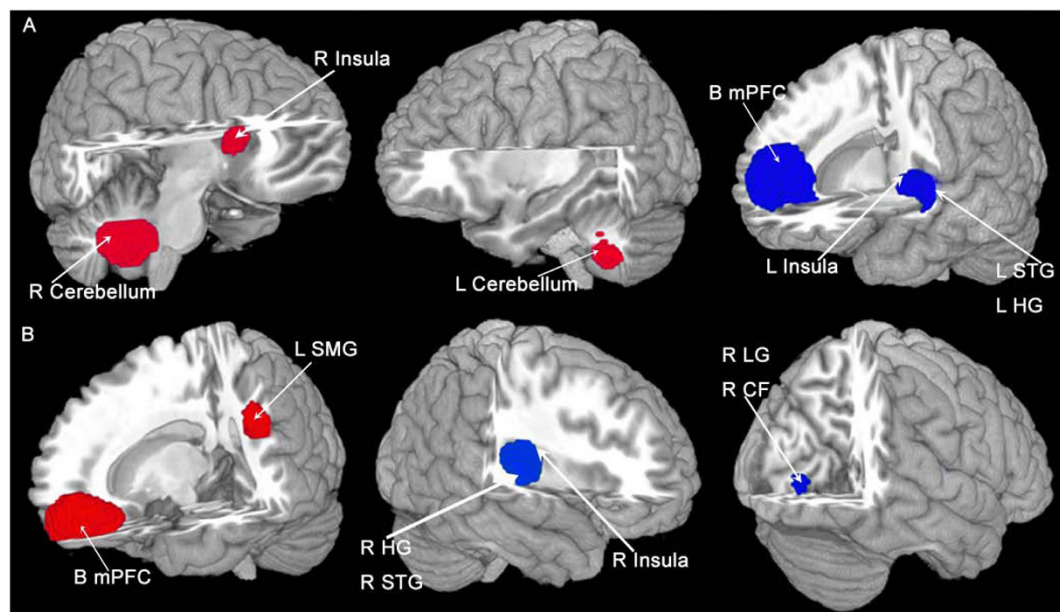 A
R Insula
R Cerebellum
L Cerebellum
B mPFC
L Insula
L STG
L HG
B
L SMG
B mPFC
R HG
R STG
R Insula
R LG
R CF